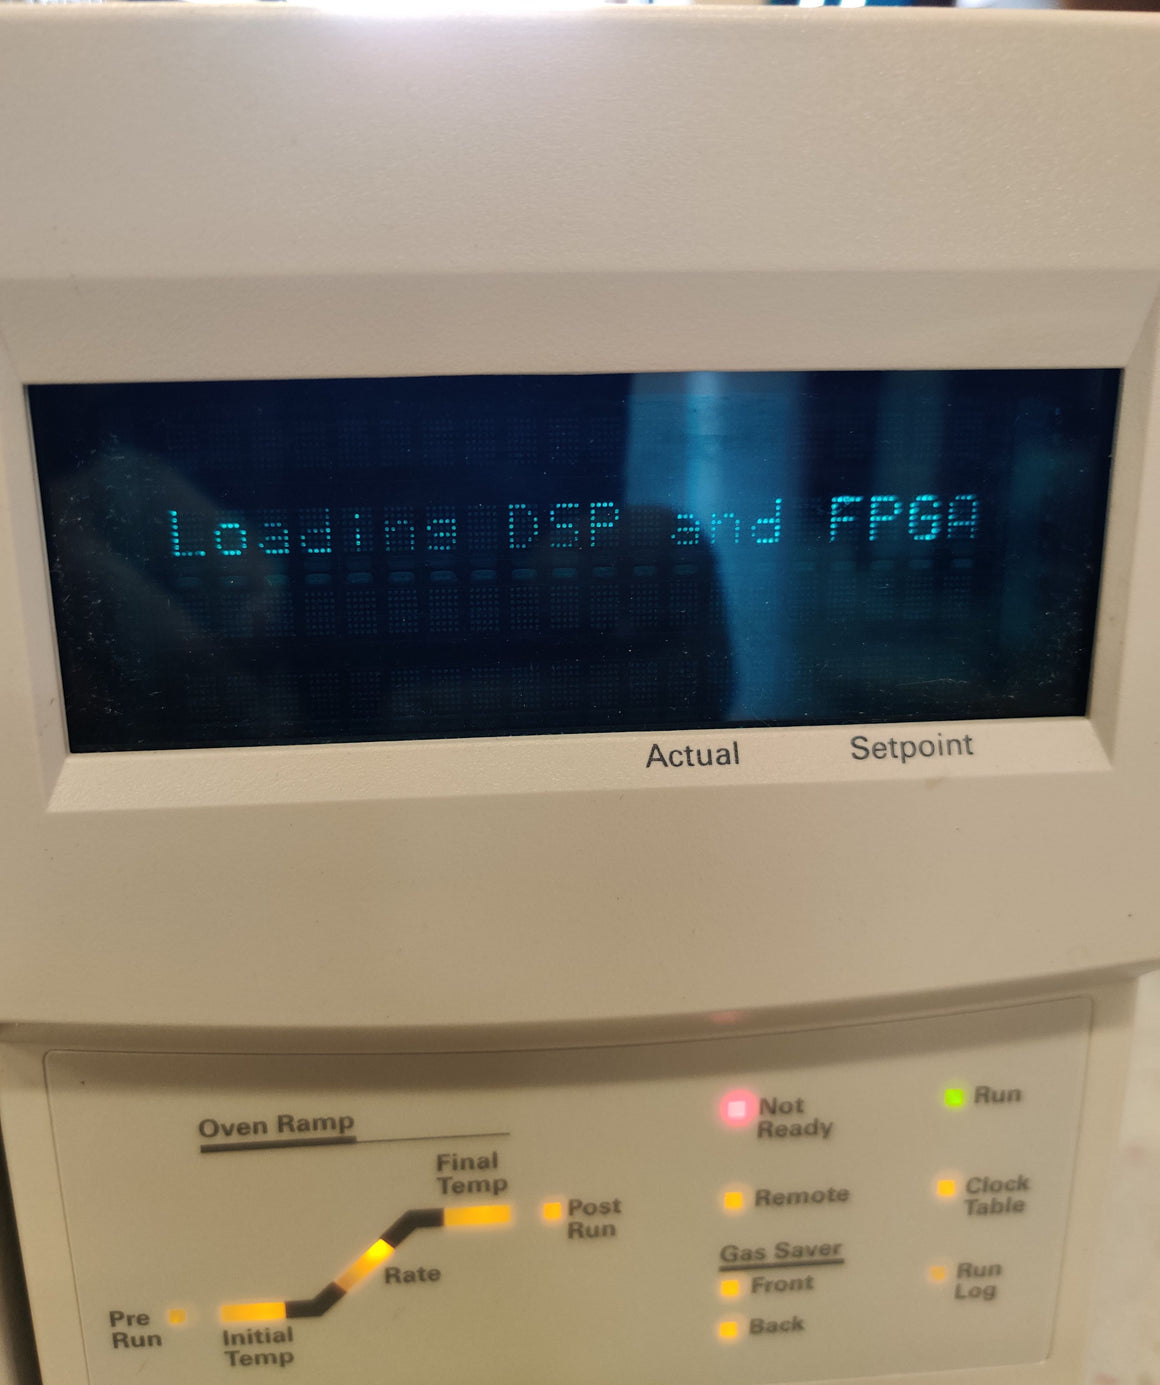 Loading DSP and FPGA
Actual Setpoint
Oven Ramp
Final
Temp
Post
Run
Rate
Pre
Run
Initial
Temp
Not
Ready
Run
Remote
Clock
Table
Gas Saver
Front
Back
Run
Log